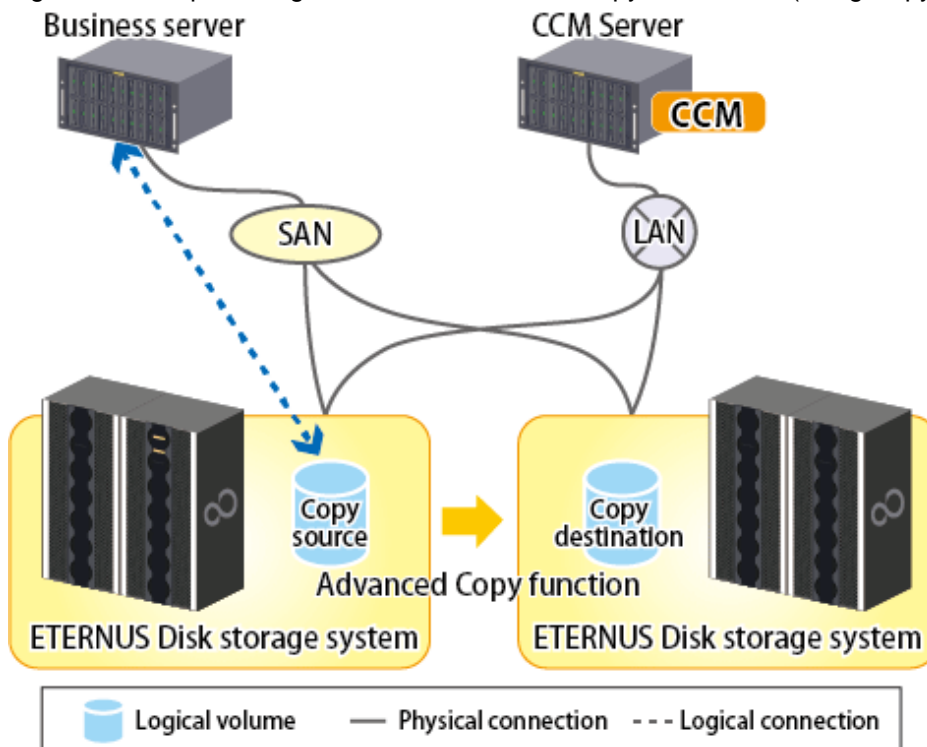 Business server
CCM Server
CCM
SAN
LAN
Copy
source
Copy
destination
Advanced Copy function
ETERNUS Disk storage system
ETERNUS Disk storage system
Logical volume
Physical connection
Logical connection